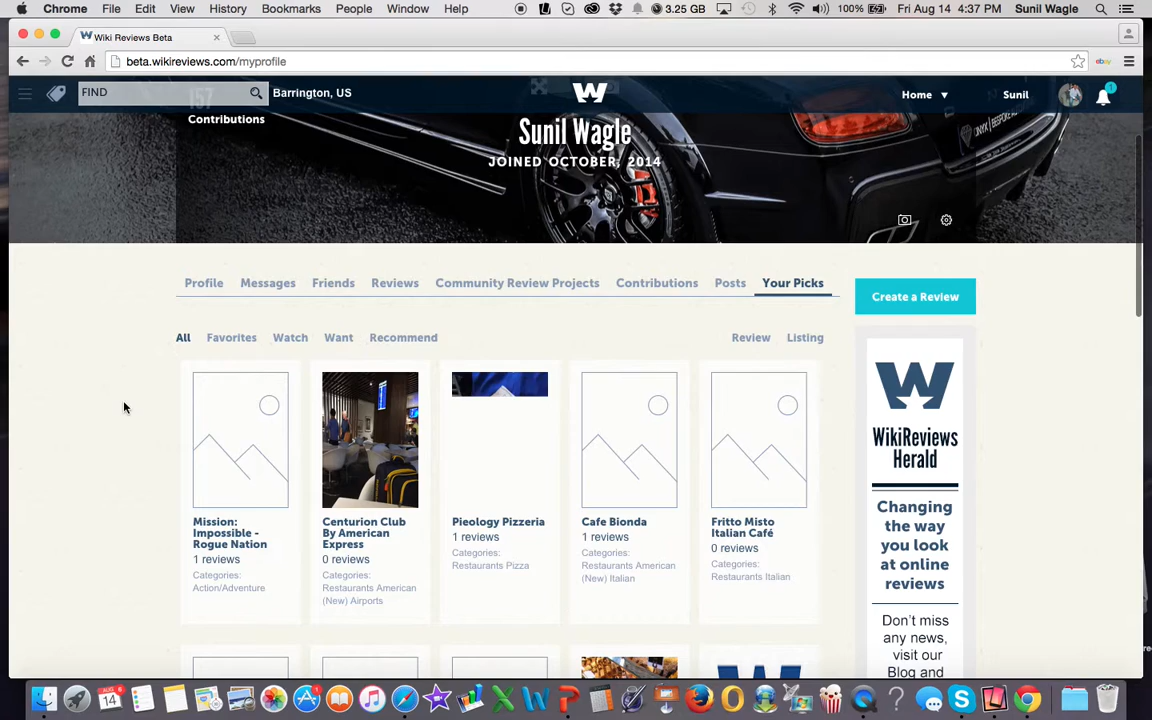 Chrome File Edit View History Bookmarks People Window Help 3.25 GB 100% Fri Aug 14 4:37 PM Sunil Wagle
Wiki Reviews Beta
beta.wikireviews.com/myprofile
ebay
FIND Barrington, US W Home Sunil 1
157
Contributions
Sunil Wagle
JOINED OCTOBER, 2014
Profile Messages Friends Reviews Community Review Projects Contributions Posts Your Picks
Create a Review
All Favorites Watch Want Recommend Review Listing
Mission:
Impossible -
Rogue Nation
1 reviews
Categories:
Action/Adventure
Centurion Club
By American
Express
0 reviews
Categories:
Restaurants American
(New) Airports
Pieology Pizzeria
1 reviews
Categories:
Restaurants Pizza
Cafe Bionda
1 reviews
Categories:
Restaurants American
(New) Italian
Fritto Misto
Italian Café
0 reviews
Categories:
Restaurants Italian
W
WikiReviews
Herald
Changing
the way
you look
at online
reviews
Don't miss
any news,
visit our
Blog and